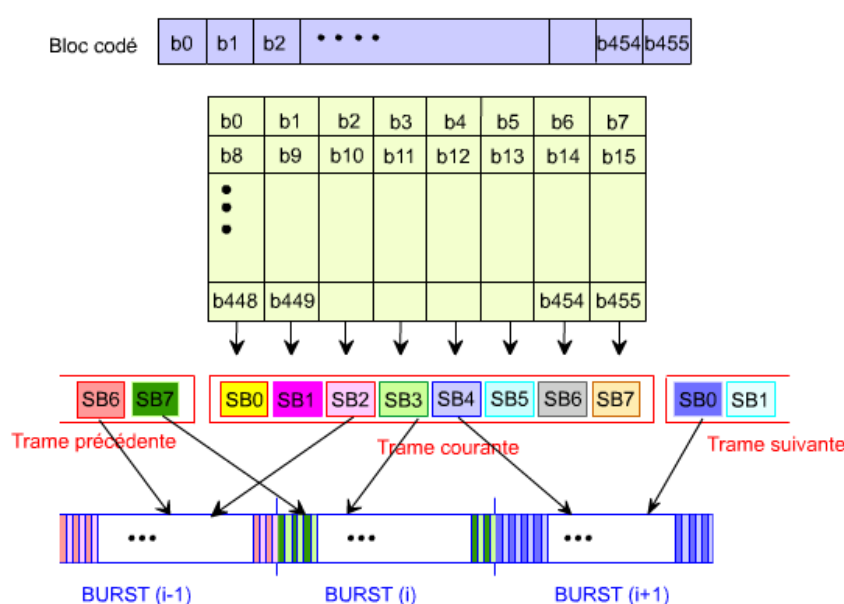 Bloc codé b0 b1 b2 •••• b454 b455
b0 b1 b2 b3 b4 b5 b6 b7
b8 b9 b10 b11 b12 b13 b14 b15
b448 b449 b454 b455
SB6 SB7 SB0 SB1 SB2 SB3 SB4 SB5 SB6 SB7 SB0 SB1
Trame précédente Trame courante Trame suivante
••• ••• •••
BURST (i-1) BURST (i) BURST (i+1)